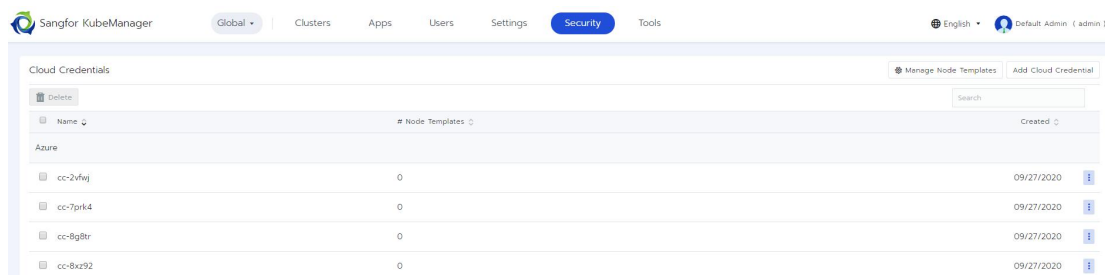 Sangfor KubeManager Global Clusters Apps Users Settings Security Tools English Default Admin ( admin )
Cloud Credentials Manage Node Templates Add Cloud Credential
Delete Search
Name # Node Templates Created
Azure
cc-2vfwj 0 09/27/2020
cc-7prk4 0 09/27/2020
cc-8g8tr 0 09/27/2020
cc-8xz92 0 09/27/2020